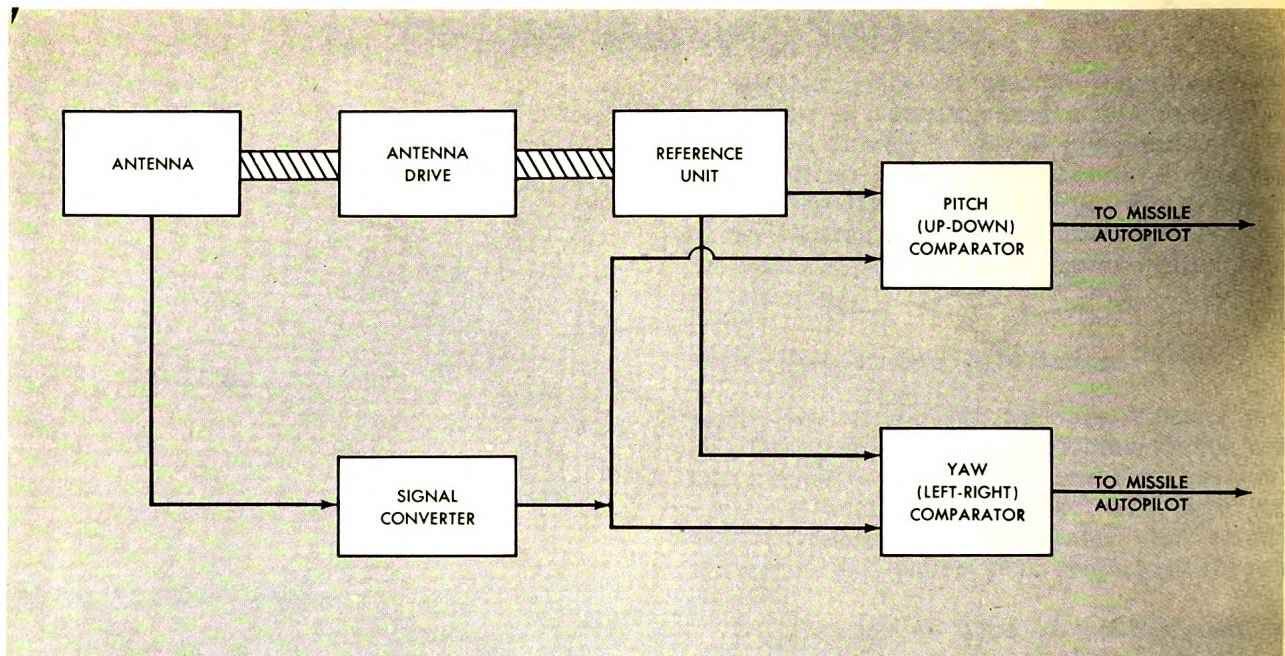 ANTENNA
ANTENNA
DRIVE
REFERENCE
UNIT
PITCH
(UP-DOWN)
COMPARATOR
TO MISSILE
AUTOPILOT
SIGNAL
CONVERTER
YAW
(LEFT-RIGHT)
COMPARATOR
TO MISSILE
AUTOPILOT